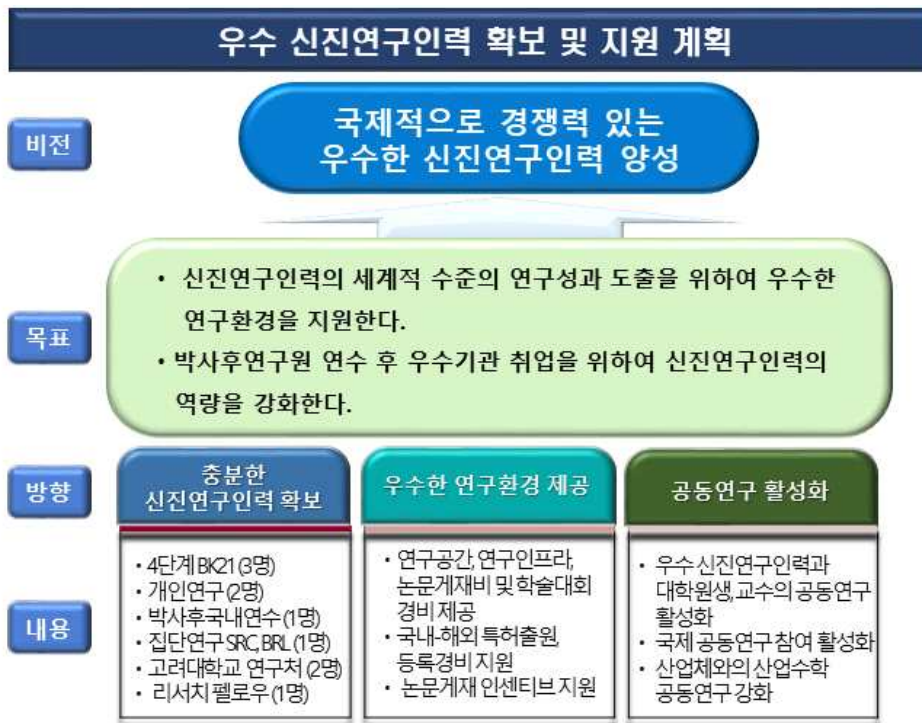 우수 신진연구인력 확보 및 지원 계획
비전
국제적으로 경쟁력 있는
우수한 신진연구인력 양성
목표
• 신진연구인력의 세계적 수준의 연구성과 도출을 위하여 우수한
연구환경을 지원한다.
• 박사후연구원 연수 후 우수기관 취업을 위하여 신진연구인력의
역량을 강화한다.
방향
충분한
신진연구인력 확보
우수한 연구환경 제공
공동연구 활성화
내용
• 4단계 BK21 (3명)
• 개인연구 (2명)
• 박사후국내연수 (1명)
• 집단연구 SRC, BRL (1명)
• 고려대학교 연구처 (2명)
• 리서치 펠로우 (1명)
• 연구공간, 연구인프라,
논문게재비 및 학술대회
경비 제공
• 국내-해외 특허출원,
등록경비 지원
• 논문게재 인센티브 지원
• 우수 신진연구인력과
대학원생, 교수의 공동연구
활성화
• 국제 공동연구 참여 활성화
• 산업체와의 산업수학
공동연구 강화